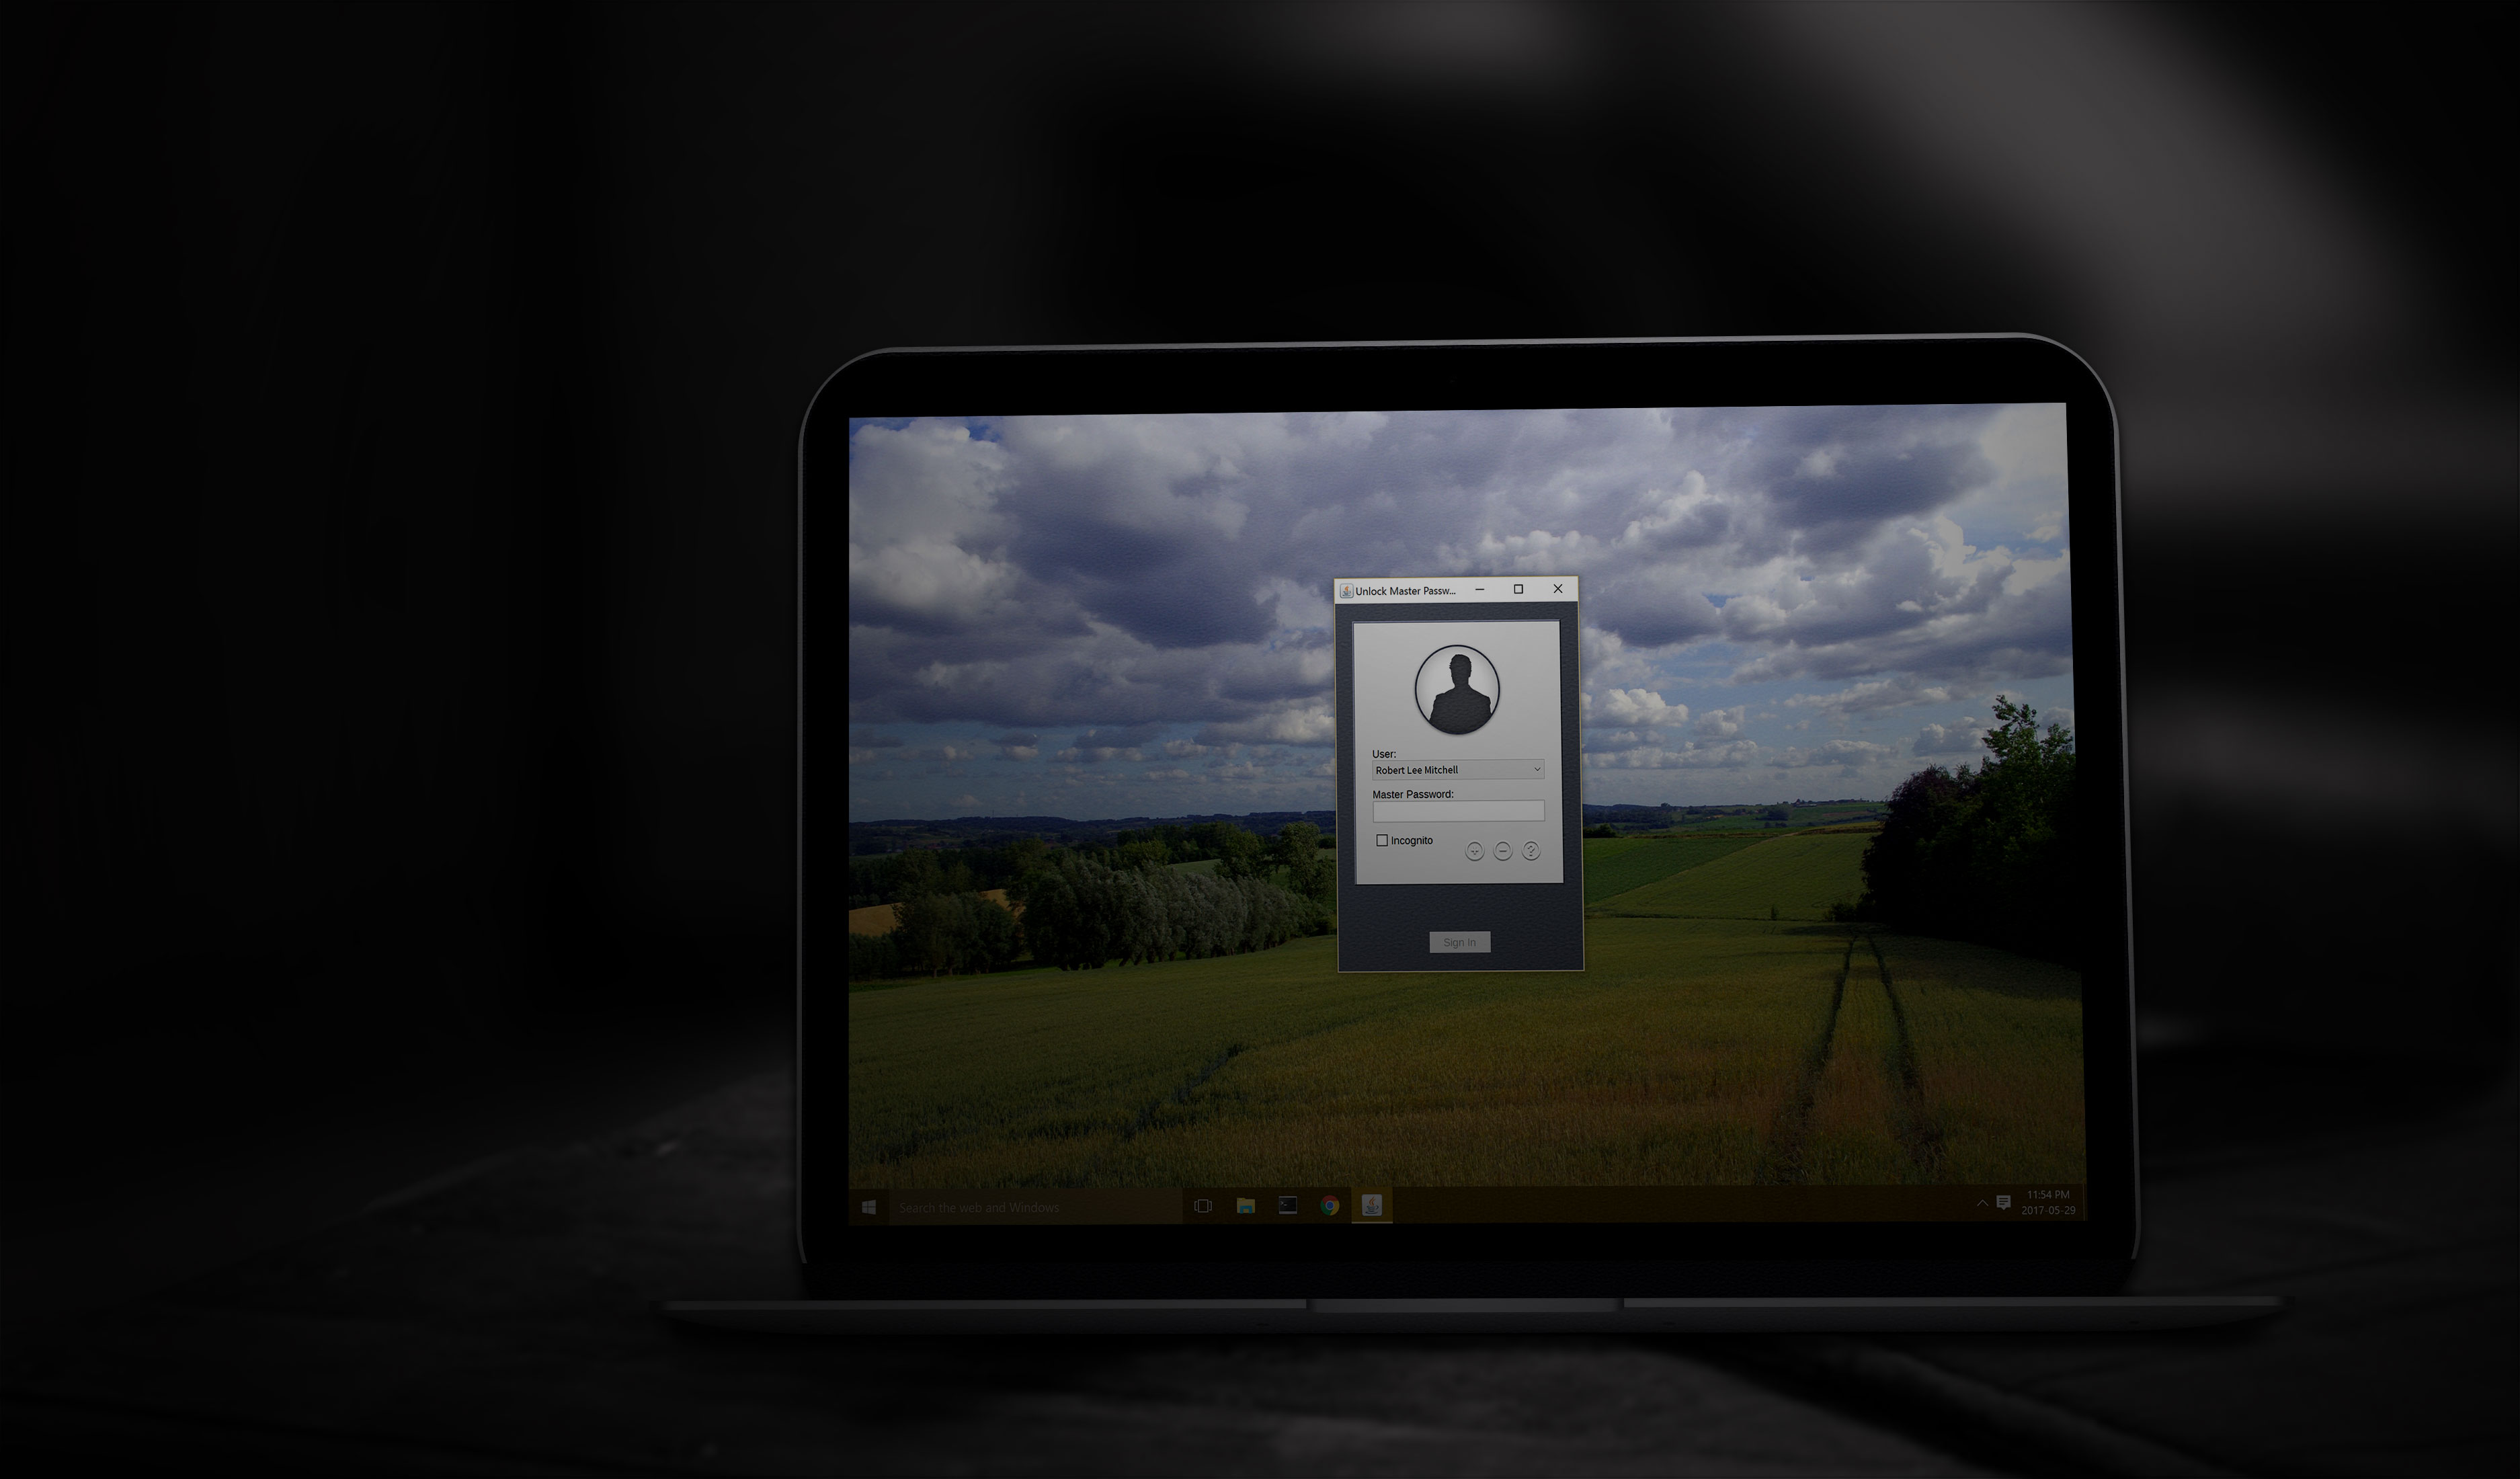 Unlock Master Passw...
User:
Robert Lee Mitchell
Master Password:
Incognito
Sign In
Search the web and Windows
11:54 PM
2017-05-29